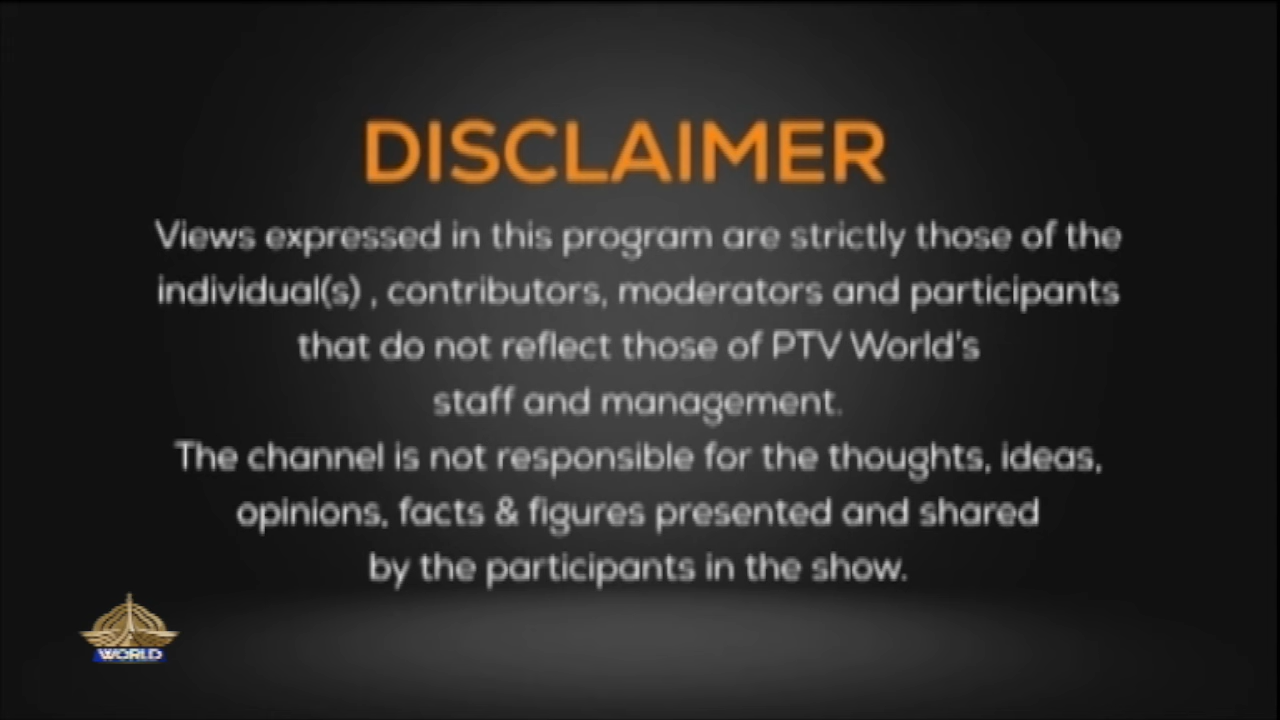 DISCLAIMER
Views expressed in this program are strictly those of the
individual(s) , contributors, moderators and participants
that do not reflect those of PTV World's
staff and management.
The channel is not responsible for the thoughts, ideas,
opinions, facts & figures presented and shared
by the participants in the show.
WORLD